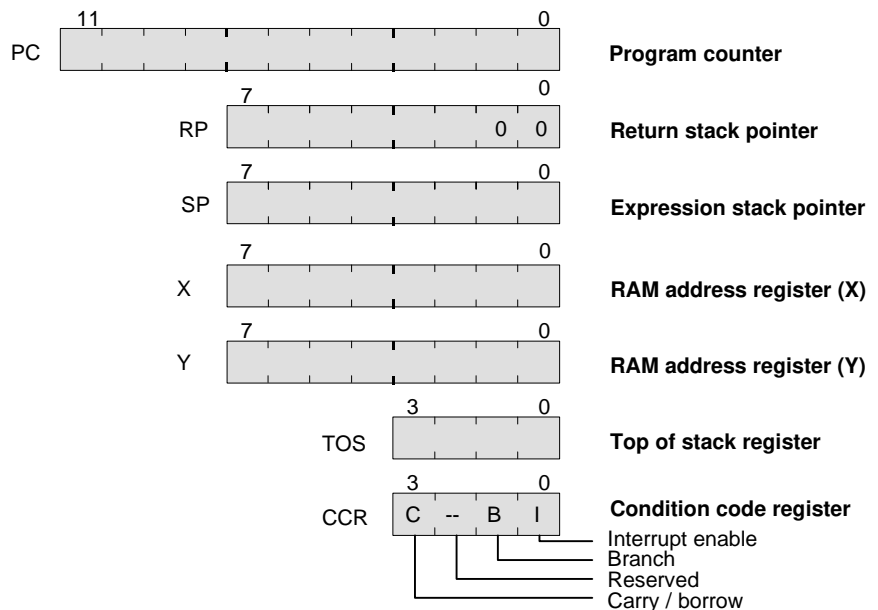 11 0
PC Program counter
7 0
RP 0 0 Return stack pointer
7 0
SP Expression stack pointer
7 0
X RAM address register (X)
7 0
Y RAM address register (Y)
3 0
TOS Top of stack register
3 0
CCR C -- B I Condition code register
Interrupt enable
Branch
Reserved
Carry / borrow